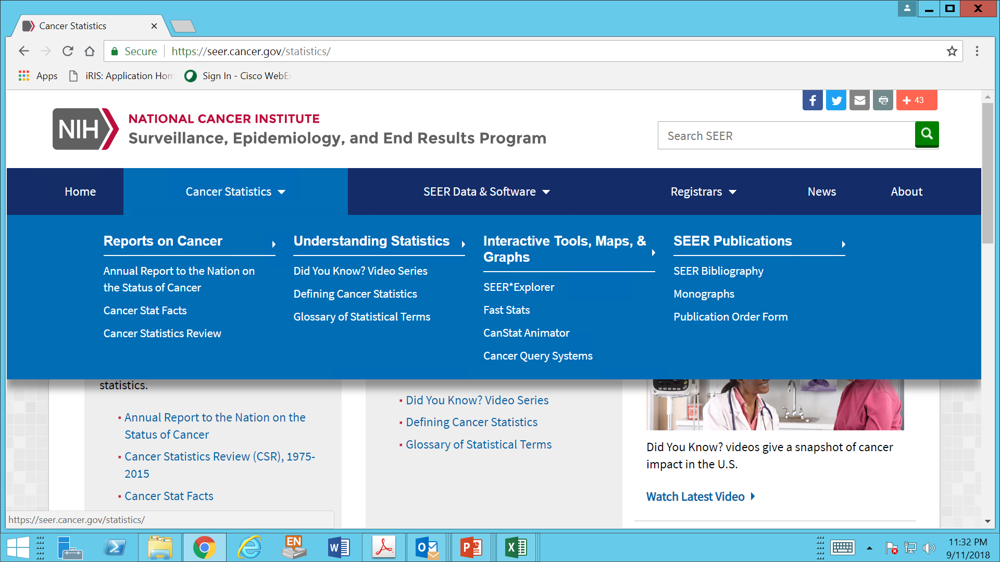 Cancer Statistics
Secure https://seer.cancer.gov/statistics/
Apps iRIS: Application Hom Sign In - Cisco WebEx
43
NIH NATIONAL CANCER INSTITUTE
Surveillance, Epidemiology, and End Results Program
Search SEER
Home Cancer Statistics SEER Data & Software Registrars News About
Reports on Cancer
Annual Report to the Nation on
the Status of Cancer
Cancer Stat Facts
Cancer Statistics Review
Understanding Statistics
Did You Know? Video Series
Defining Cancer Statistics
Glossary of Statistical Terms
Interactive Tools, Maps, &
Graphs
SEER*Explorer
Fast Stats
CanStat Animator
Cancer Query Systems
SEER Publications
SEER Bibliography
Monographs
Publication Order Form
statistics.
Annual Report to the Nation on the
Status of Cancer
Cancer Statistics Review (CSR), 1975-
2015
Cancer Stat Facts
Did You Know? Video Series
Defining Cancer Statistics
Glossary of Statistical Terms
Did You Know? videos give a snapshot of cancer
impact in the U.S.
Watch Latest Video
https://seer.cancer.gov/statistics/
EN
11:32 PM
9/11/2018